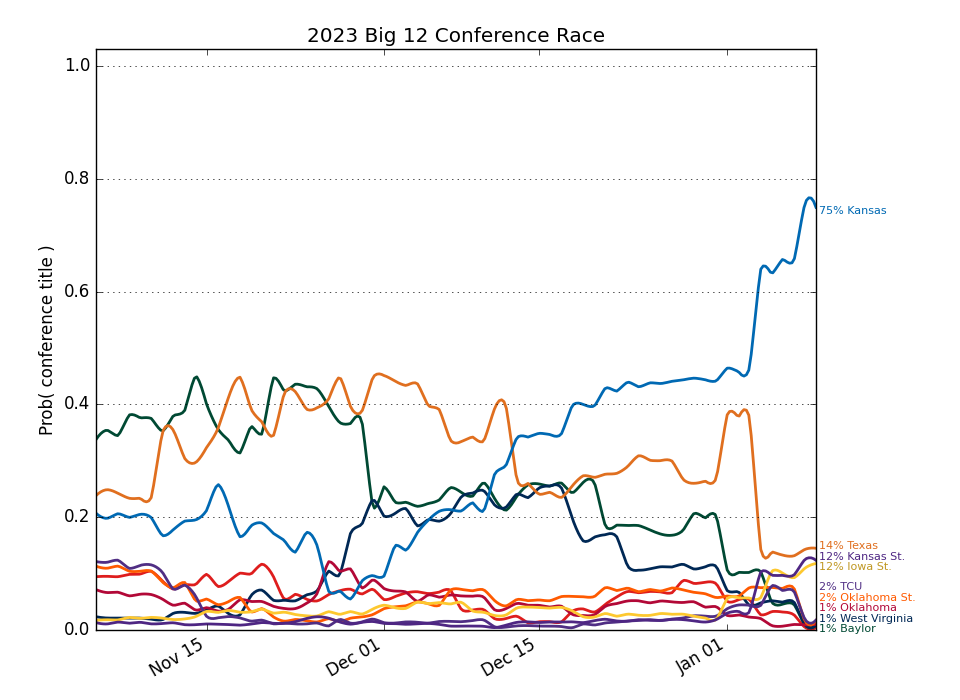 2023 Big 12 Conference Race
Prob( conference title )
1.0
0.8
0.6
0.4
0.2
0.0
Nov 15
Dec 01
Dec 15
Jan 01
75% Kansas
14% Texas
12% Kansas St.
12% Iowa St.
2% TCU
2% Oklahoma St.
1% Oklahoma
1% West Virginia
1% Baylor